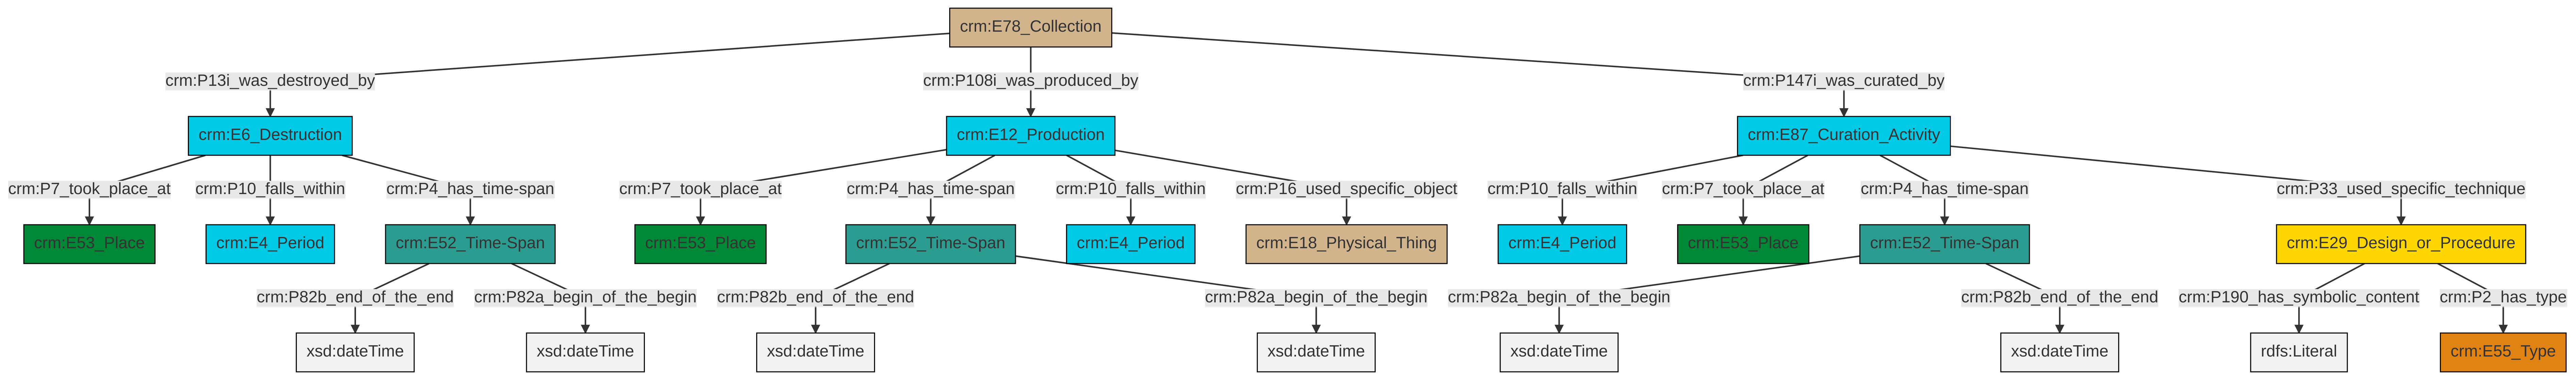 crm:E78_Collection
crm:P13i_was_destroyed_by
crm:P108i_was_produced_by
crm:P147i_was_curated_by
crm:E6_Destruction
crm:E12_Production
crm:E87_Curation_Activity
crm:P7_took_place_at
crm:P10_falls_within
crm:P4_has_time-span
crm:P7_took_place_at
crm:P4_has_time-span
crm:P10_falls_within
crm:P16_used_specific_object
crm:P10_falls_within
crm:P7_took_place_at
crm:P4_has_time-span
crm:P33_used_specific_technique
crm:E53_Place
crm:E4_Period
crm:E52_Time-Span
crm:E53_Place
crm:E52_Time-Span
crm:E4_Period
crm:E18_Physical_Thing
crm:E4_Period
crm:E53_Place
crm:E52_Time-Span
crm:E29_Design_or_Procedure
crm:P82b_end_of_the_end
crm:P82a_begin_of_the_begin
crm:P82b_end_of_the_end
crm:P82a_begin_of_the_begin
crm:P82a_begin_of_the_begin
crm:P82b_end_of_the_end
crm:P190_has_symbolic_content
crm:P2_has_type
xsd:dateTime
xsd:dateTime
xsd:dateTime
xsd:dateTime
xsd:dateTime
xsd:dateTime
rdfs:Literal
crm:E55_Type